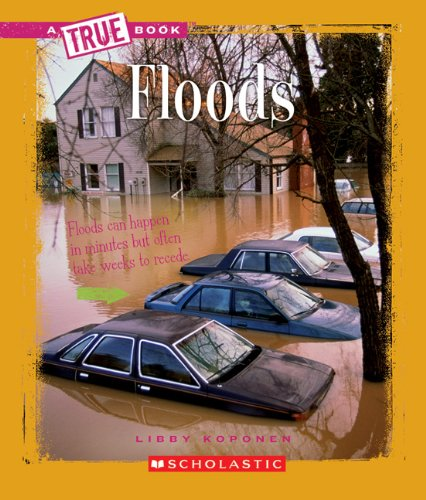 A TRUE BOOK
Floods
Floods can happen
in minutes but often
take weeks to recede
LIBBY KOPONEN
SCHOLASTIC